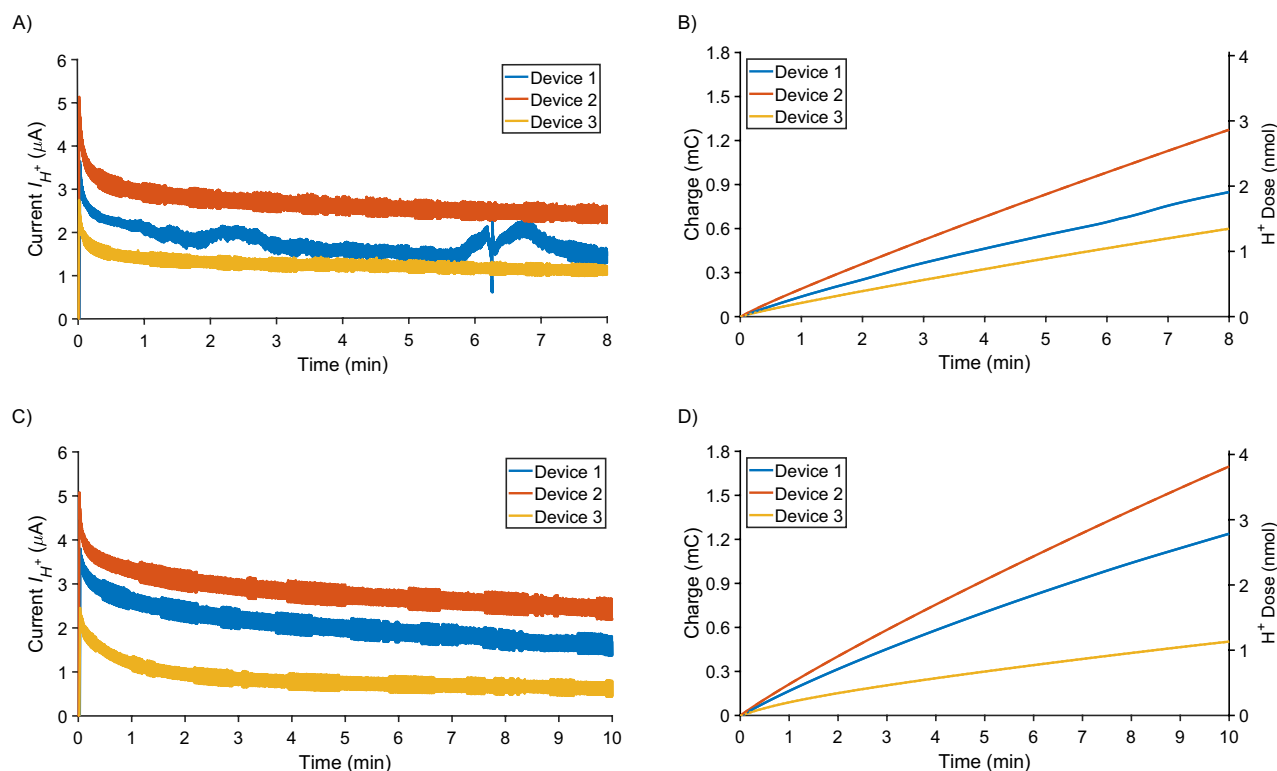 A)
Current I_H⁺ (μA)
6
5
4
3
2
1
0
0 1 2 3 4 5 6 7 8
Time (min)
Device 1
Device 2
Device 3
B)
Charge (mC)
1.8
1.5
1.2
0.9
0.6
0.3
0
0 1 2 3 4 5 6 7 8
Time (min)
Device 1
Device 2
Device 3
4
3
2
1
0
H⁺ Dose (nmol)
C)
Current I_H⁺ (μA)
6
5
4
3
2
1
0
0 1 2 3 4 5 6 7 8 9 10
Time (min)
Device 1
Device 2
Device 3
D)
Charge (mC)
1.8
1.5
1.2
0.9
0.6
0.3
0
0 1 2 3 4 5 6 7 8 9 10
Time (min)
Device 1
Device 2
Device 3
4
3
2
1
0
H⁺ Dose (nmol)